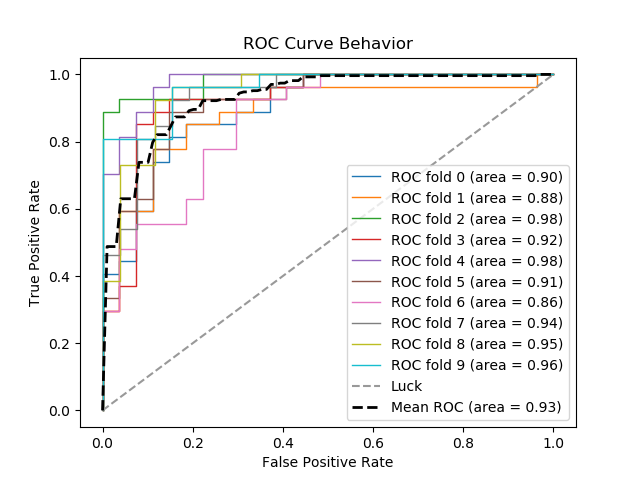 ROC Curve Behavior
1.0
0.8
0.6
0.4
0.2
0.0
True Positive Rate
ROC fold 0 (area = 0.90)
ROC fold 1 (area = 0.88)
ROC fold 2 (area = 0.98)
ROC fold 3 (area = 0.92)
ROC fold 4 (area = 0.98)
ROC fold 5 (area = 0.91)
ROC fold 6 (area = 0.86)
ROC fold 7 (area = 0.94)
ROC fold 8 (area = 0.95)
ROC fold 9 (area = 0.96)
Luck
Mean ROC (area = 0.93)
0.0 0.2 0.4 0.6 0.8 1.0
False Positive Rate